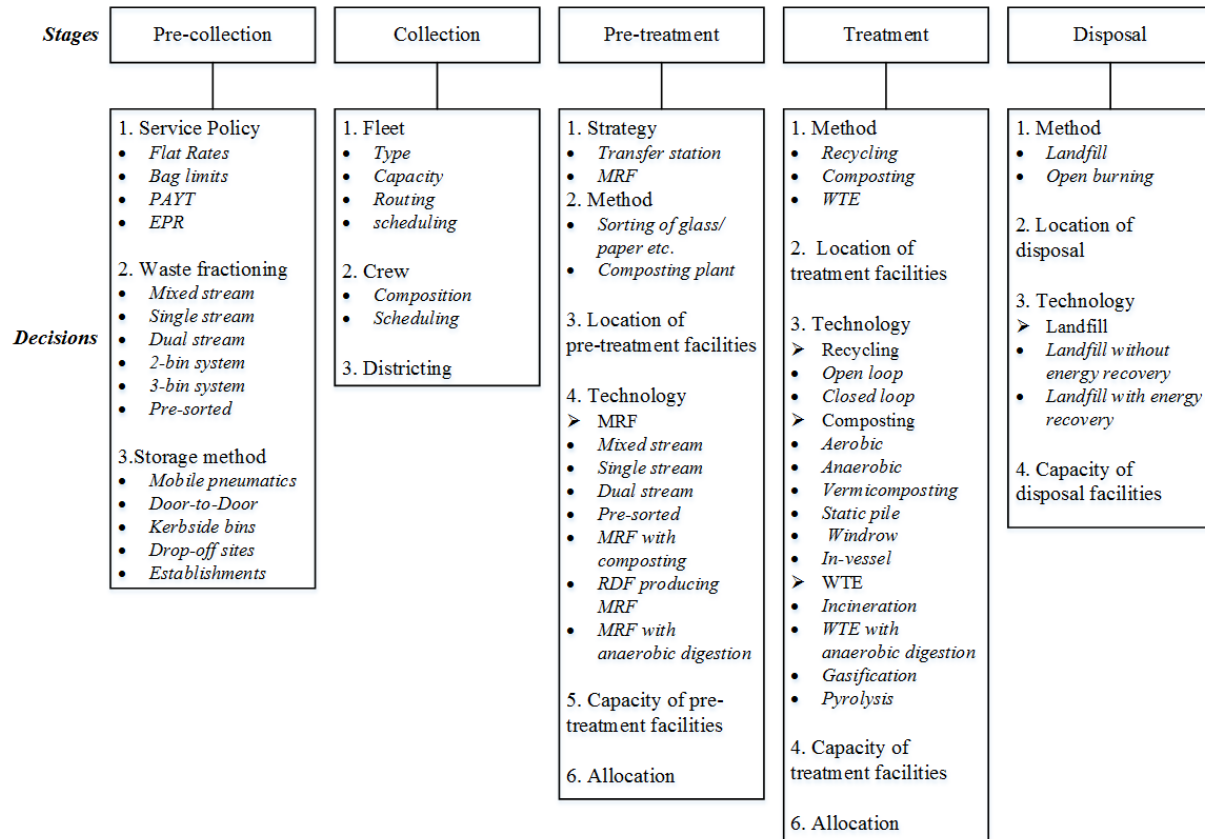 Stages
Pre-collection
Collection
Pre-treatment
Treatment
Disposal
Decisions
1. Service Policy
• Flat Rates
• Bag limits
• PAYT
• EPR
2. Waste fractioning
• Mixed stream
• Single stream
• Dual stream
• 2-bin system
• 3-bin system
• Pre-sorted
3.Storage method
• Mobile pneumatics
• Door-to-Door
• Kerbside bins
• Drop-off sites
• Establishments
1. Fleet
• Type
• Capacity
• Routing
• scheduling
2. Crew
• Composition
• Scheduling
3. Districting
1. Strategy
• Transfer station
• MRF
2. Method
• Sorting of glass/
paper etc.
• Composting plant
3. Location of
pre-treatment facilities
4. Technology
➤ MRF
• Mixed stream
• Single stream
• Dual stream
• Pre-sorted
• MRF with
composting
• RDF producing
MRF
• MRF with
anaerobic digestion
5. Capacity of pre-
treatment facilities
6. Allocation
1. Method
• Recycling
• Composting
• WTE
2. Location of
treatment facilities
3. Technology
➤ Recycling
• Open loop
• Closed loop
➤ Composting
• Aerobic
• Anaerobic
• Vermicomposting
• Static pile
• Windrow
• In-vessel
➤ WTE
• Incineration
• WTE with
anaerobic digestion
• Gasification
• Pyrolysis
4. Capacity of
treatment facilities
6. Allocation
1. Method
• Landfill
• Open burning
2. Location of
disposal
3. Technology
➤ Landfill
• Landfill without
energy recovery
• Landfill with energy
recovery
4. Capacity of
disposal facilities